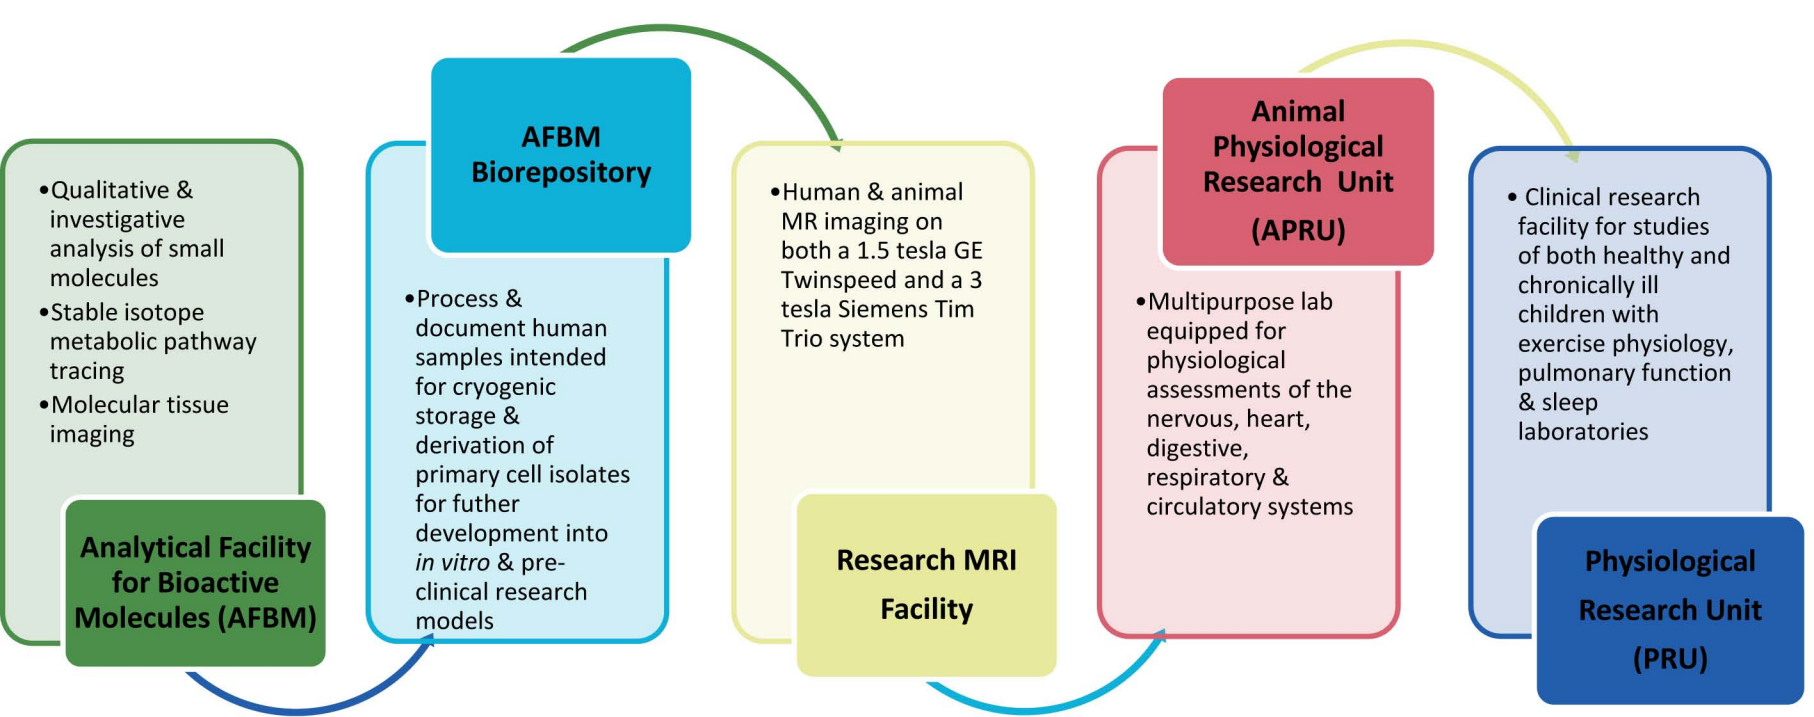 •Qualitative &
investigative
analysis of small
molecules
•Stable isotope
metabolic pathway
tracing
•Molecular tissue
imaging
Analytical Facility
for Bioactive
Molecules (AFBM)
AFBM
Biorepository
•Process &
document human
samples intended
for cryogenic
storage &
derivation of
primary cell isolates
for futher
development into
in vitro & pre-
clinical research
models
•Human & animal
MR imaging on
both a 1.5 tesla GE
Twinspeed and a 3
tesla Siemens Tim
Trio system
Research MRI
Facility
Animal
Physiological
Research Unit
(APRU)
•Multipurpose lab
equipped for
physiological
assessments of the
nervous, heart,
digestive,
respiratory &
circulatory systems
• Clinical research
facility for studies
of both healthy and
chronically ill
children with
exercise physiology,
pulmonary function
& sleep
laboratories
Physiological
Research Unit
(PRU)